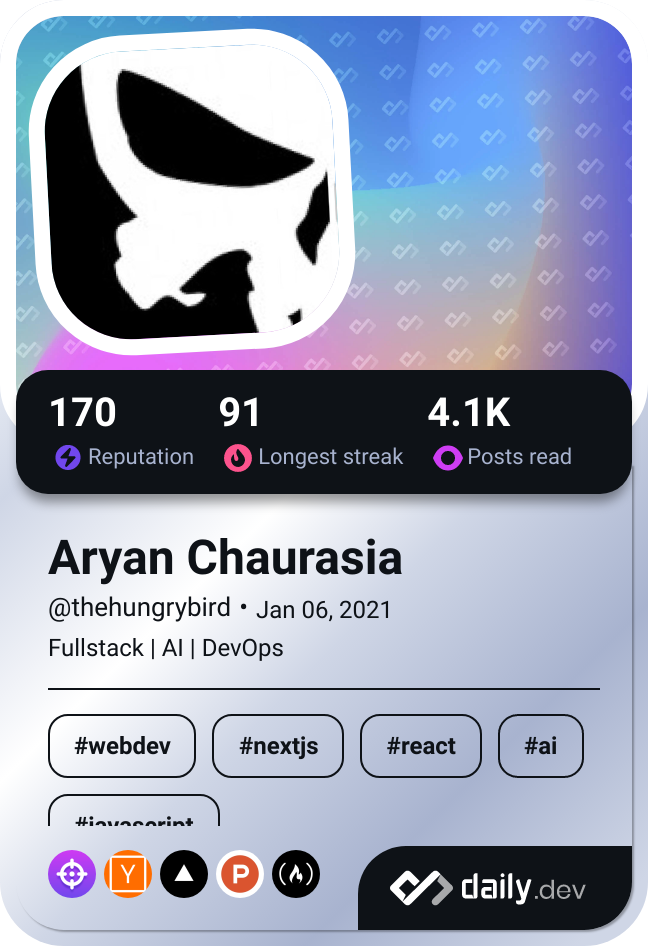 170 91 4.1K
Reputation Longest streak Posts read
Aryan Chaurasia
@thehungrybird • Jan 06, 2021
Fullstack | AI | DevOps
#webdev #nextjs #react #ai
#javascript
Y P
daily.dev